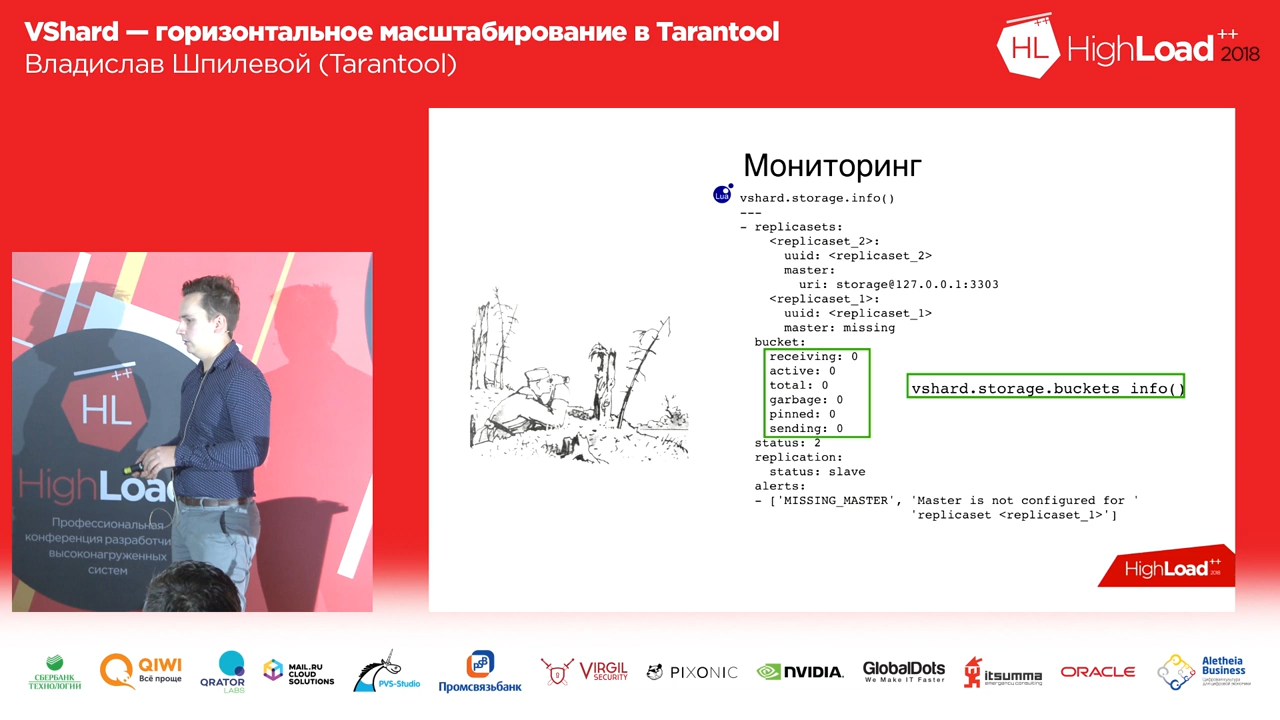 VShard — горизонтальное масштабирование в Tarantool
Владислав Шпилевой (Tarantool)
HL
HighLoad++ 2018
Мониторинг
Lua
vshard.storage.info()
---
- replicasets:
<replicaset_2>:
uuid: <replicaset_2>
master:
uri: storage@127.0.0.1:3303
<replicaset_1>:
uuid: <replicaset_1>
master: missing
bucket:
receiving: 0
active: 0
total: 0
garbage: 0
pinned: 0
sending: 0
status: 2
replication:
status: slave
alerts:
- ['MISSING_MASTER', 'Master is not configured for '
'replicaset <replicaset_1>']
vshard.storage.buckets_info()
HighLoad++ 2018
++
HL
HighLoad
Профессиональная
конференция разработчи
высоконагруженных
систем
СБЕРБАНК
ТЕХНОЛОГИИ
QIWI
Всё проще
QRATOR
LABS
MAIL.RU
CLOUD
SOLUTIONS
PVS-Studio
PSB
Промсвязьбанк
VIRGIL
SECURITY
PIXONIC
NVIDIA.
GlobalDots
We Make IT Faster
itsumma
emergency consulting
ORACLE
Aletheia
Business